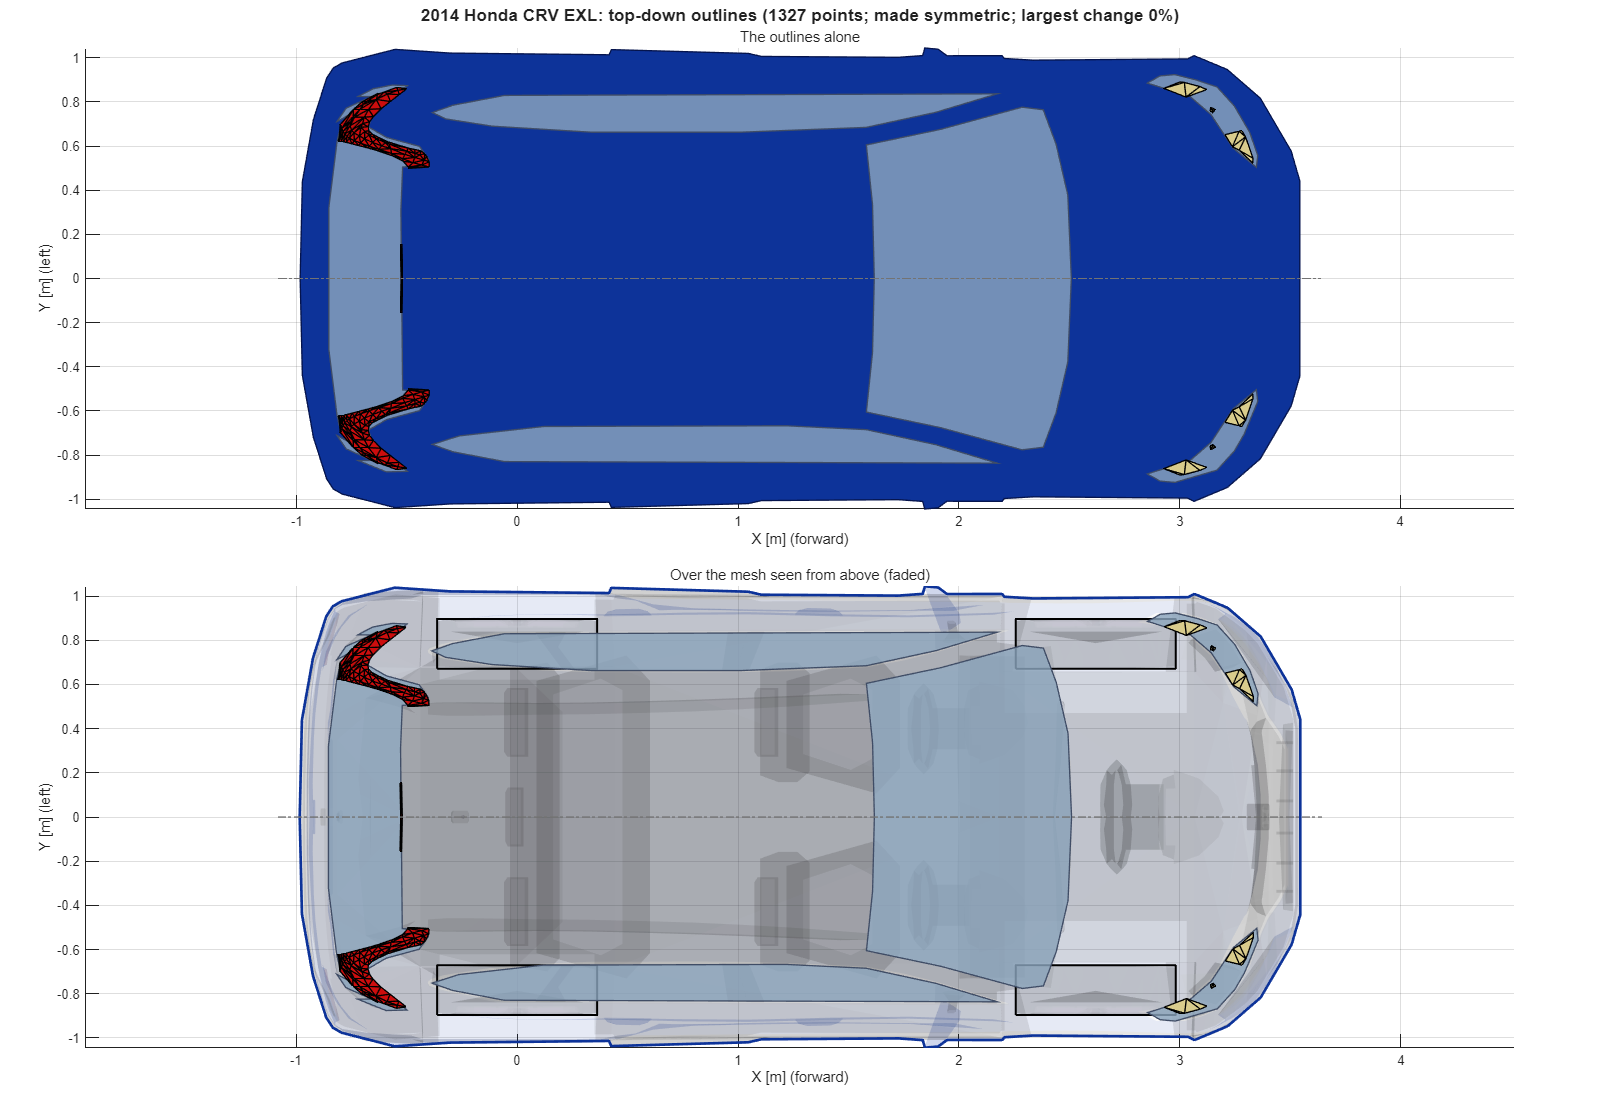 2014 Honda CRV EXL: top-down outlines (1327 points; made symmetric; largest change 0%)
The outlines alone
1
0.8
0.6
0.4
0.2
0
-0.2
-0.4
-0.6
-0.8
-1
Y [m] (left)
-1 0 1 2 3 4
X [m] (forward)
Over the mesh seen from above (faded)
1
0.8
0.6
0.4
0.2
0
-0.2
-0.4
-0.6
-0.8
-1
Y [m] (left)
-1 0 1 2 3 4
X [m] (forward)